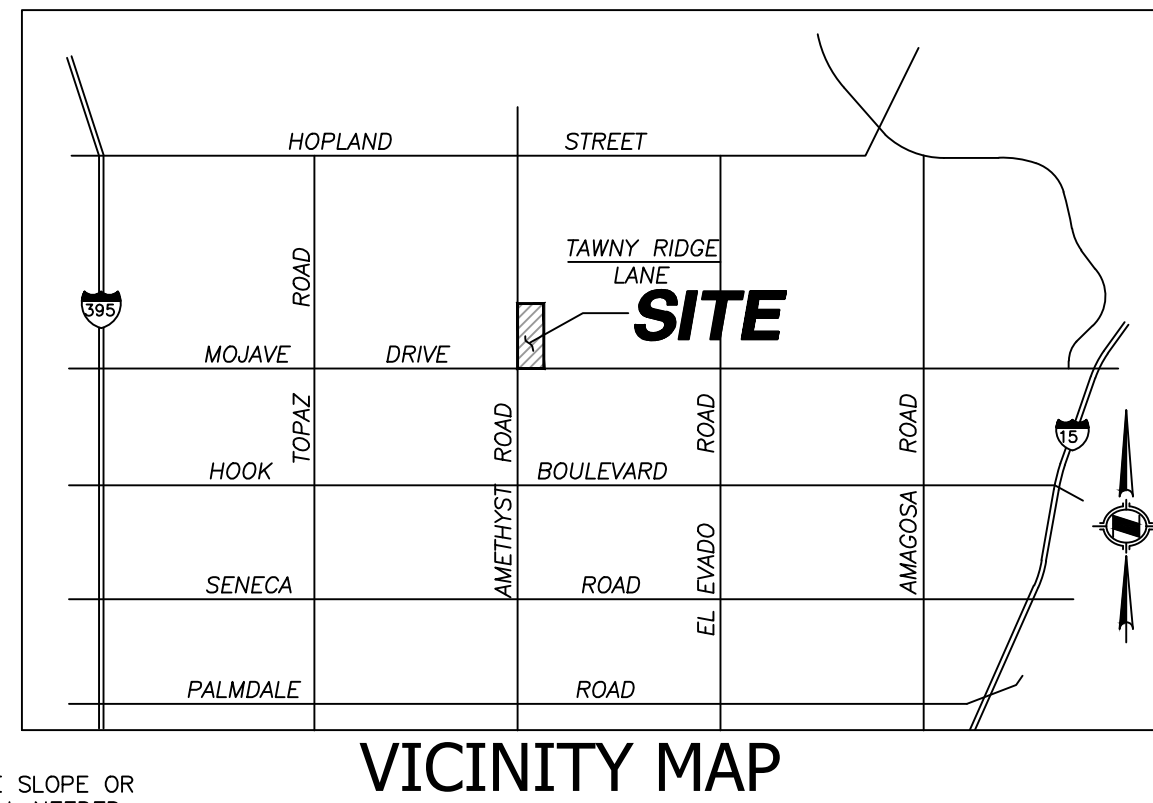 HOPLAND STREET
TAWNY RIDGE
LANE
SITE
395
ROAD
TOPAZ
MOJAVE DRIVE
ROAD
AMETHYST
ROAD
EL EVADO
ROAD
AMAGOSA
15
HOOK BOULEVARD
SENECA ROAD
PALMDALE ROAD
VICINITY MAP
E SLOPE OR
NEEDED